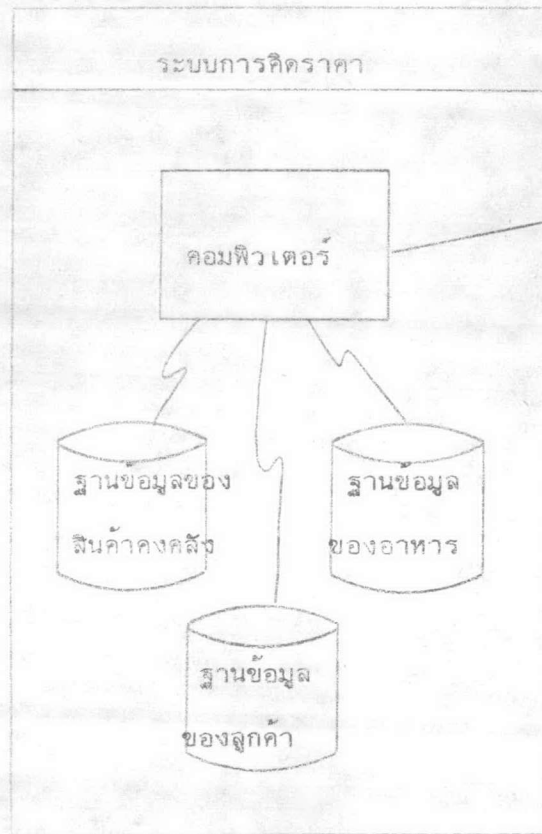 ระบบการคิดราคา
คอมพิวเตอร์
ฐานข้อมูลของ
สินค้าคงคลัง
ฐานข้อมูล
ของอาหาร
ฐานข้อมูล
ของลูกค้า